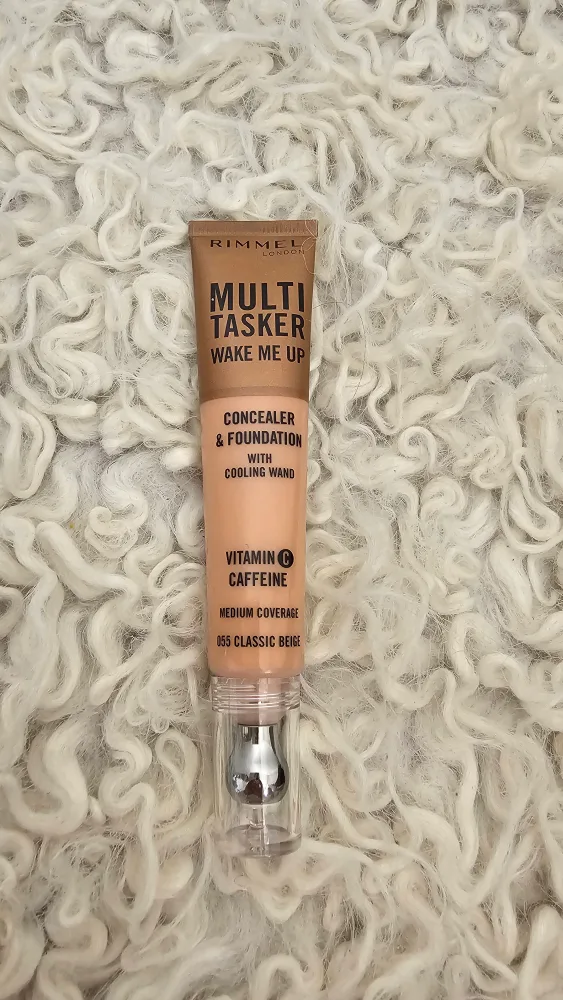 RIMMEL
LONDON
MULTI
TASKER
WAKE ME UP
CONCEALER
& FOUNDATION
WITH
COOLING WAND
VITAMIN C
CAFFEINE
MEDIUM COVERAGE
055 CLASSIC BEIGE